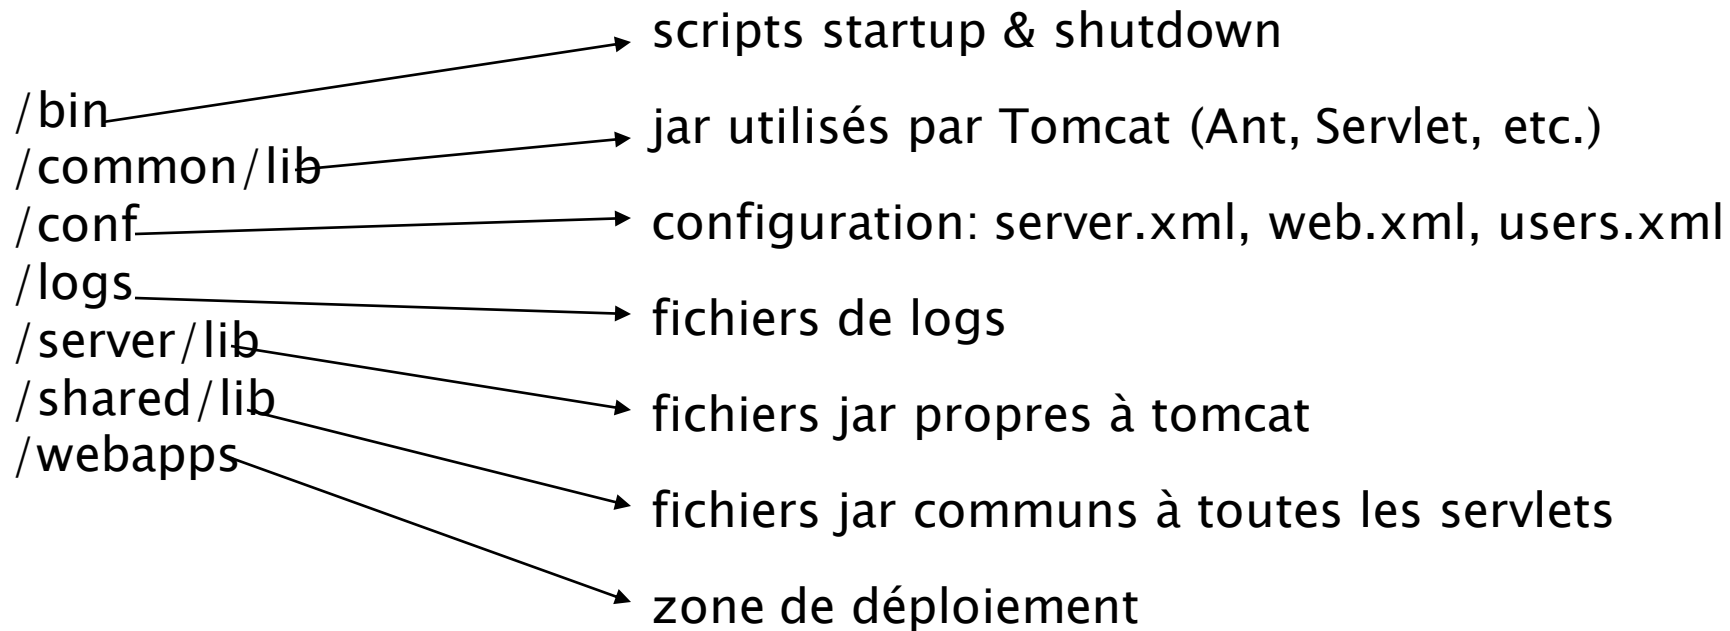 scripts startup & shutdown
/bin
jar utilisés par Tomcat (Ant, Servlet, etc.)
/common/lib
/conf
configuration: server.xml, web.xml, users.xml
/logs
fichiers de logs
/server/lib
/shared/lib
fichiers jar propres à tomcat
/webapps
fichiers jar communs à toutes les servlets
zone de déploiement